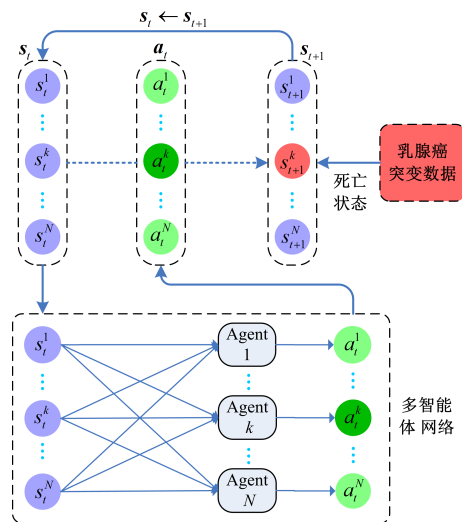 s_t ← s_{t+1}
s_t a_t s_{t+1}
s_t^1 a_t^1 s_{t+1}^1
s_t^k a_t^k s_{t+1}^k
s_t^N a_t^N s_{t+1}^N
乳腺癌
突变数据
死亡
状态
s_t^1 Agent 1 a_t^1
s_t^k Agent k a_t^k
s_t^N Agent N a_t^N
多智能
体 网络